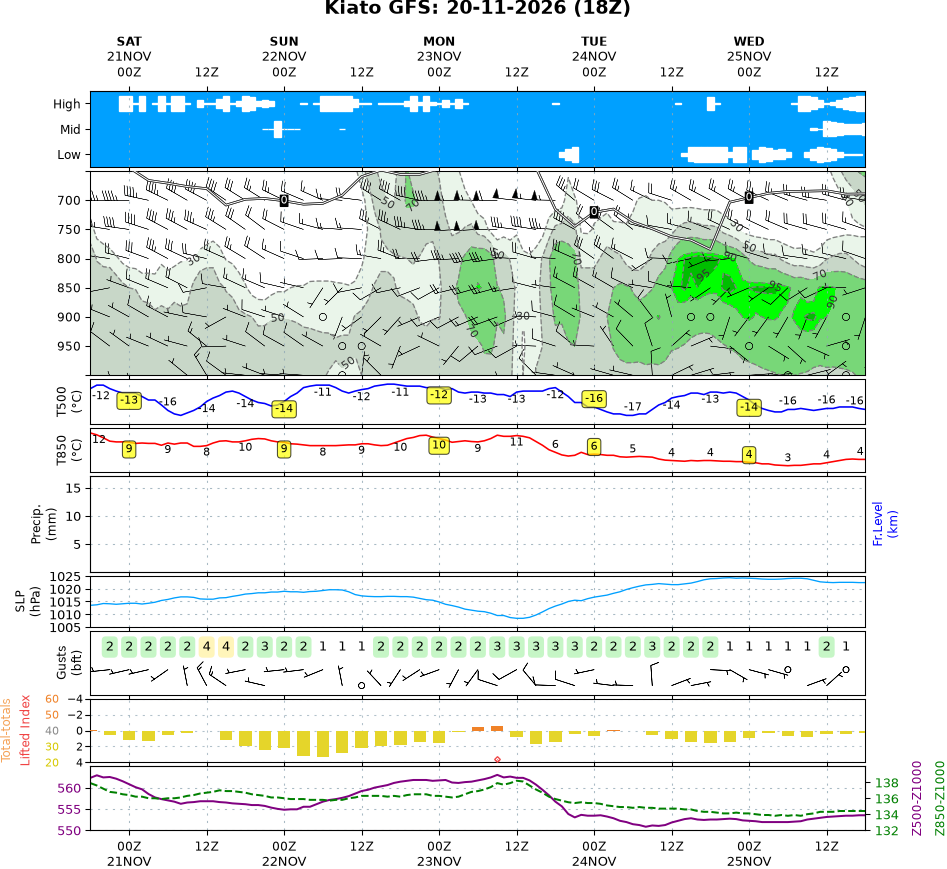 Kiato GFS: 20-11-2026 (18Z)
SAT SUN MON TUE WED
21NOV 22NOV 23NOV 24NOV 25NOV
00Z 12Z 00Z 12Z 00Z 12Z 00Z 12Z 00Z 12Z
High
Mid
Low
700
750
800
850
900
950
0 0 0
30 50 50 50 70 30 70 70 95 95 90 30 50 70
T500
(°C)
-12 -13 -16 -14 -14 -14 -11 -12 -11 -12 -13 -13 -12 -16 -17 -14 -13 -14 -16 -16 -16
T850
(°C)
12 9 9 8 10 9 8 9 9 10 9 11 6 6 5 4 4 4 3 4 4
Precip.
(mm)
15
10
5
Fr.Level
(km)
SLP
(hPa)
1025
1020
1015
1010
1005
Gusts
(bft)
2 2 2 2 2 4 4 2 3 2 2 1 1 1 2 2 2 2 2 2 3 3 3 3 3 2 2 2 3 2 2 2 1 1 1 1 1 2 1
Total-totals
Lifted Index
60 −4
50 −2
40 0
30 2
20 4
560
555
550
138
136
134
132
Z500-Z1000
Z850-Z1000
00Z 12Z 00Z 12Z 00Z 12Z 00Z 12Z 00Z 12Z
21NOV 22NOV 23NOV 24NOV 25NOV